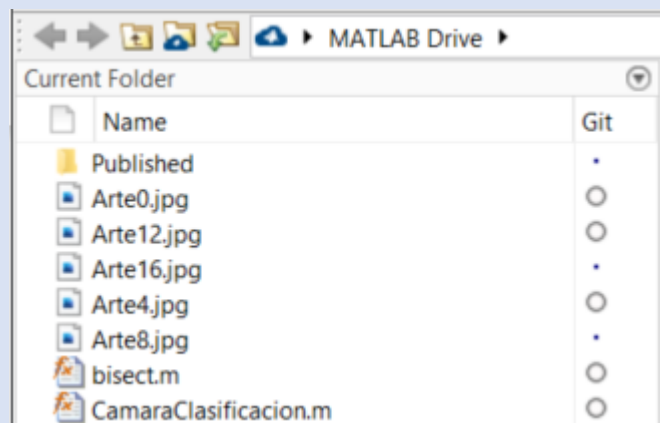 MATLAB Drive
Current Folder
Name Git
Published
Arte0.jpg
Arte12.jpg
Arte16.jpg
Arte4.jpg
Arte8.jpg
bisect.m
CamaraClasificacion.m